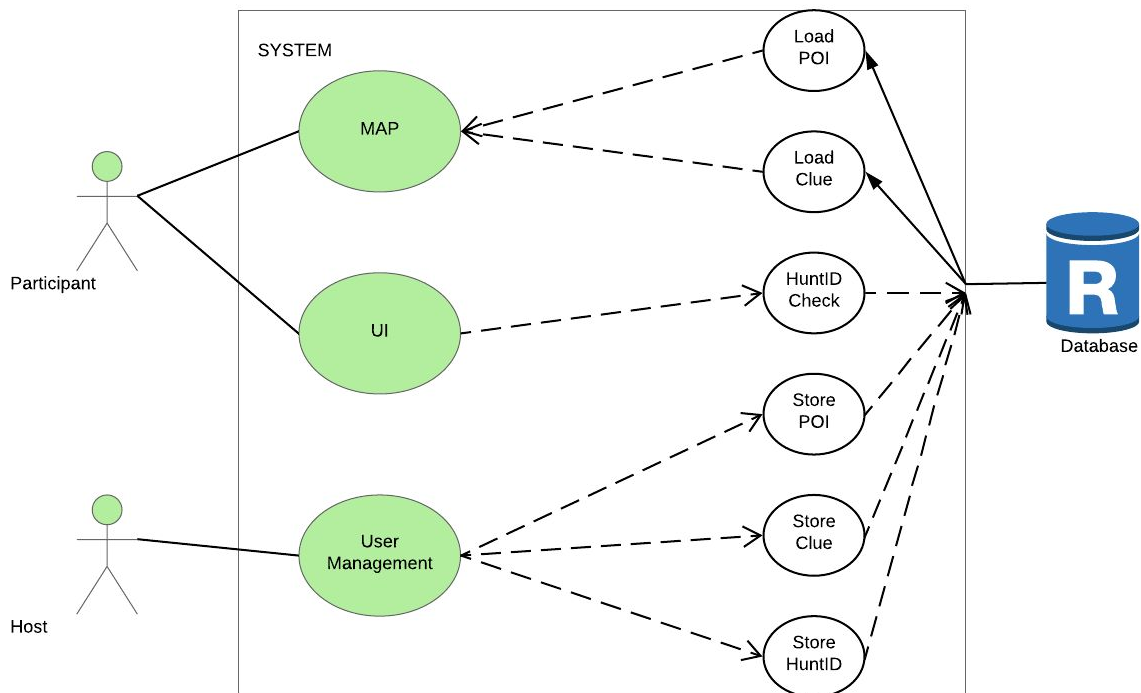 SYSTEM
Load
POI
MAP
Load
Clue
Participant
HuntID
Check
R
Database
UI
Store
POI
User
Management
Store
Clue
Host
Store
HuntID